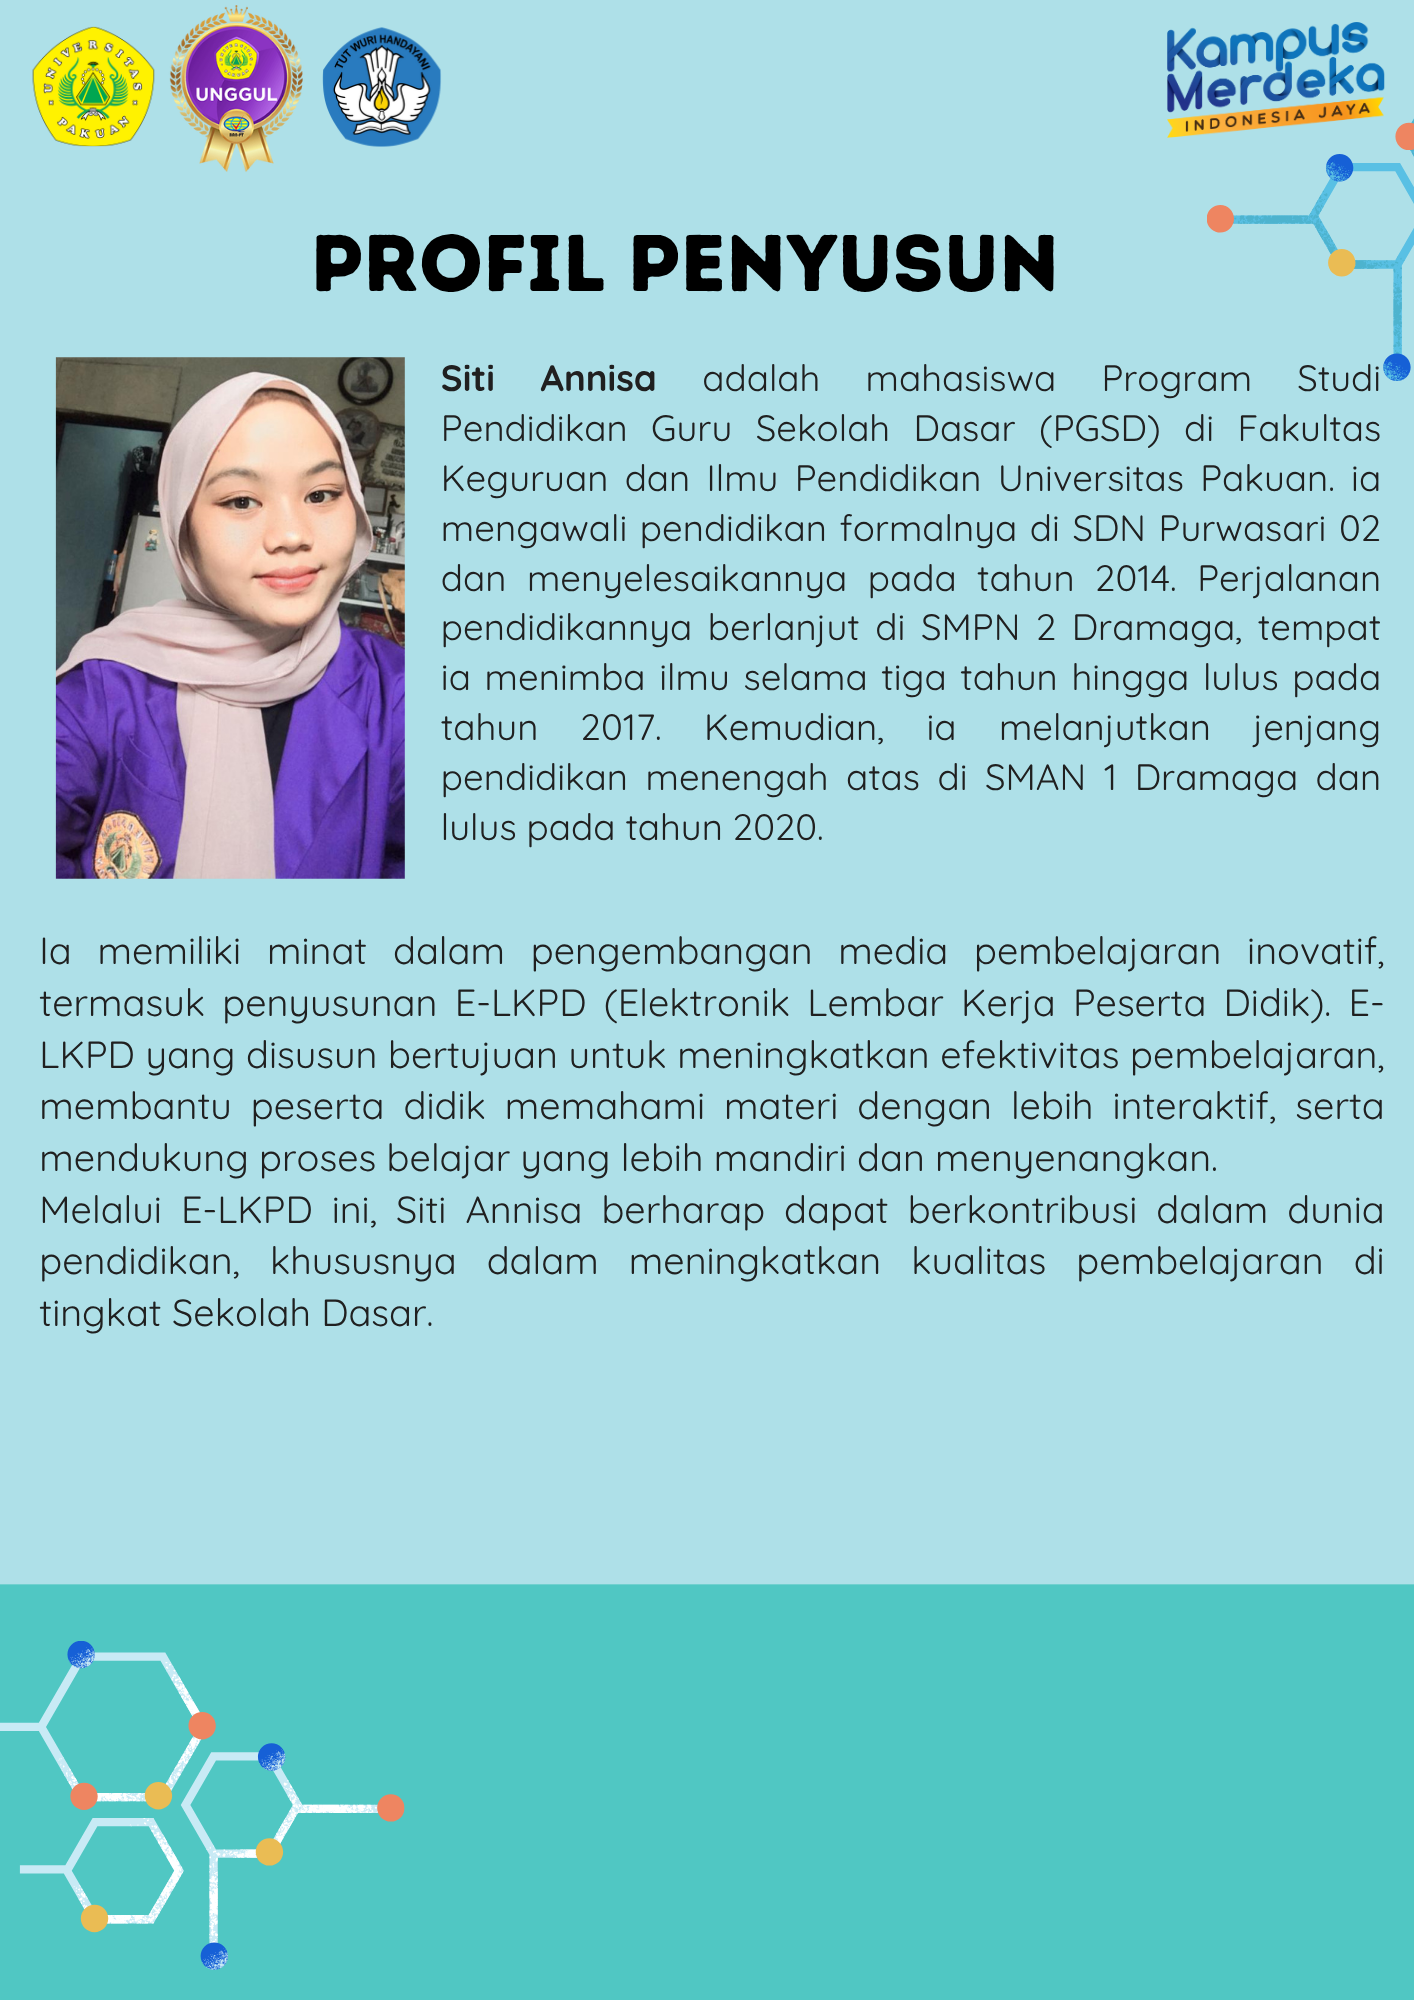 UNIVERSITAS
PAKUAN
UNGGUL
BAN-PT
TUT WURI HANDAYANI
Kampus
Merdeka
INDONESIA JAYA
PROFIL PENYUSUN
Siti Annisa adalah mahasiswa Program Studi
Pendidikan Guru Sekolah Dasar (PGSD) di Fakultas
Keguruan dan Ilmu Pendidikan Universitas Pakuan. ia
mengawali pendidikan formalnya di SDN Purwasari 02
dan menyelesaikannya pada tahun 2014. Perjalanan
pendidikannya berlanjut di SMPN 2 Dramaga, tempat
ia menimba ilmu selama tiga tahun hingga lulus pada
tahun 2017. Kemudian, ia melanjutkan jenjang
pendidikan menengah atas di SMAN 1 Dramaga dan
lulus pada tahun 2020.
Ia memiliki minat dalam pengembangan media pembelajaran inovatif,
termasuk penyusunan E-LKPD (Elektronik Lembar Kerja Peserta Didik). E-
LKPD yang disusun bertujuan untuk meningkatkan efektivitas pembelajaran,
membantu peserta didik memahami materi dengan lebih interaktif, serta
mendukung proses belajar yang lebih mandiri dan menyenangkan.
Melalui E-LKPD ini, Siti Annisa berharap dapat berkontribusi dalam dunia
pendidikan, khususnya dalam meningkatkan kualitas pembelajaran di
tingkat Sekolah Dasar.